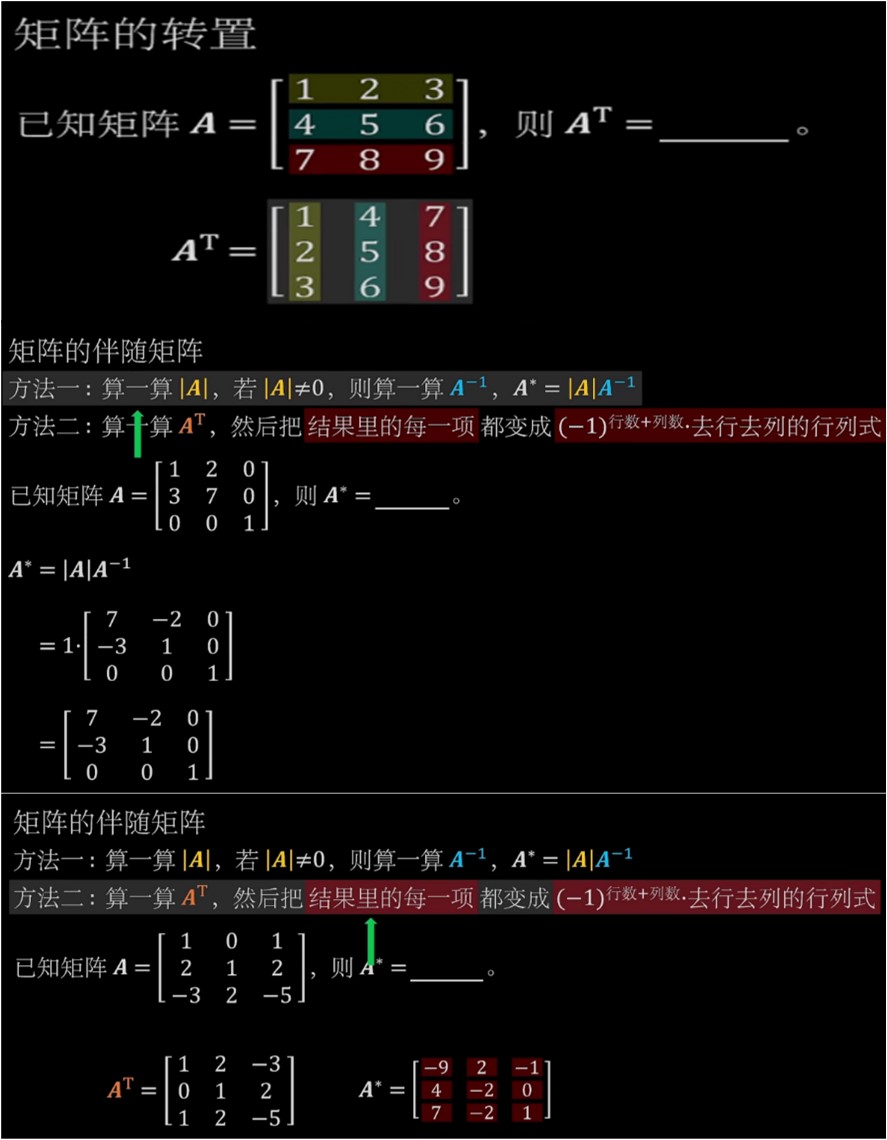 矩阵的转置
已知矩阵 A = [1 2 3
4 5 6
7 8 9], 则 Aᵀ = ________。
Aᵀ = [1 4 7
2 5 8
3 6 9]
矩阵的伴随矩阵
方法一:算一算 |A|,若 |A|≠0,则算一算 A⁻¹,A* = |A|A⁻¹
方法二:算一算 Aᵀ,然后把 结果里的每一项 都变成 (−1)^行数+列数·去行去列的行列式
已知矩阵 A = [1 2 0
3 7 0
0 0 1], 则 A* = ______。
A* = |A|A⁻¹
= 1·[7 −2 0
−3 1 0
0 0 1]
= [7 −2 0
−3 1 0
0 0 1]
矩阵的伴随矩阵
方法一:算一算 |A|,若 |A|≠0,则算一算 A⁻¹,A* = |A|A⁻¹
方法二:算一算 Aᵀ,然后把 结果里的每一项 都变成 (−1)^行数+列数·去行去列的行列式
已知矩阵 A = [1 0 1
2 1 2
−3 2 −5], 则 A* = ______。
Aᵀ = [1 2 −3
0 1 2
1 2 −5]
A* = [−9 2 −1
4 −2 0
7 −2 1]